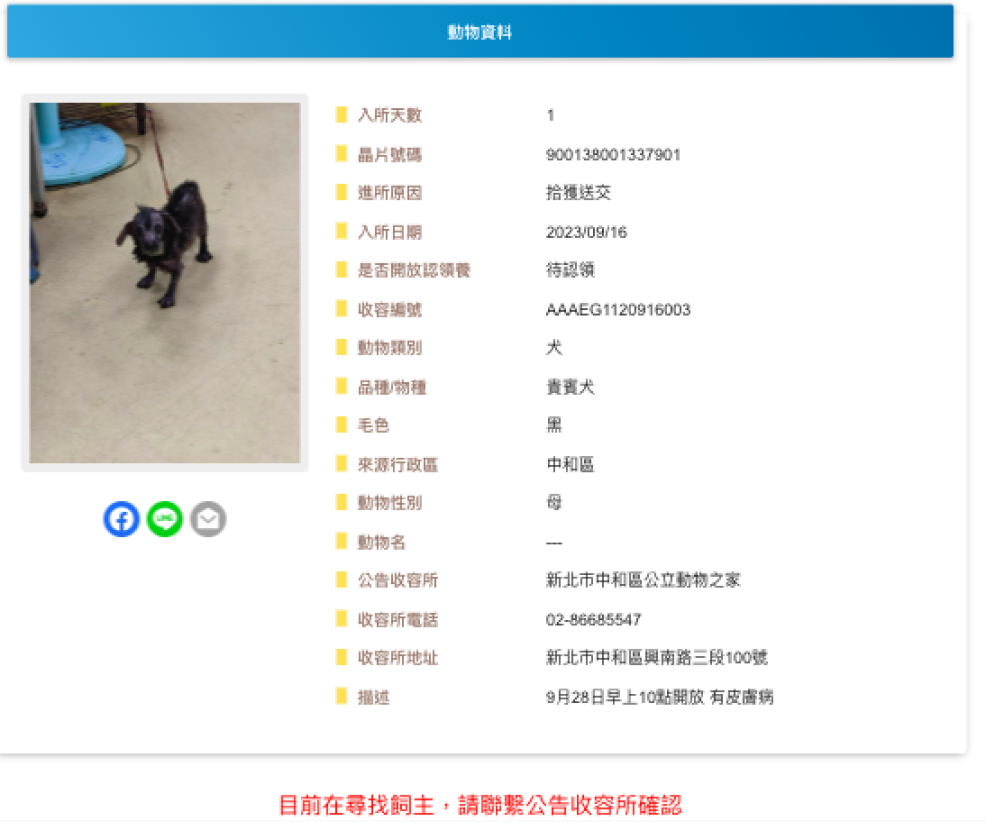 動物資料
入所天數 1
晶片號碼 900138001337901
進所原因 拾獲送交
入所日期 2023/09/16
是否開放認領養 待認領
收容編號 AAAEG1120916003
動物類別 犬
品種/物種 貴賓犬
毛色 黑
來源行政區 中和區
動物性別 母
動物名 ---
公告收容所 新北市中和區公立動物之家
收容所電話 02-86685547
收容所地址 新北市中和區興南路三段100號
描述 9月28日早上10點開放 有皮膚病
LINE
目前在尋找飼主，請聯繫公告收容所確認